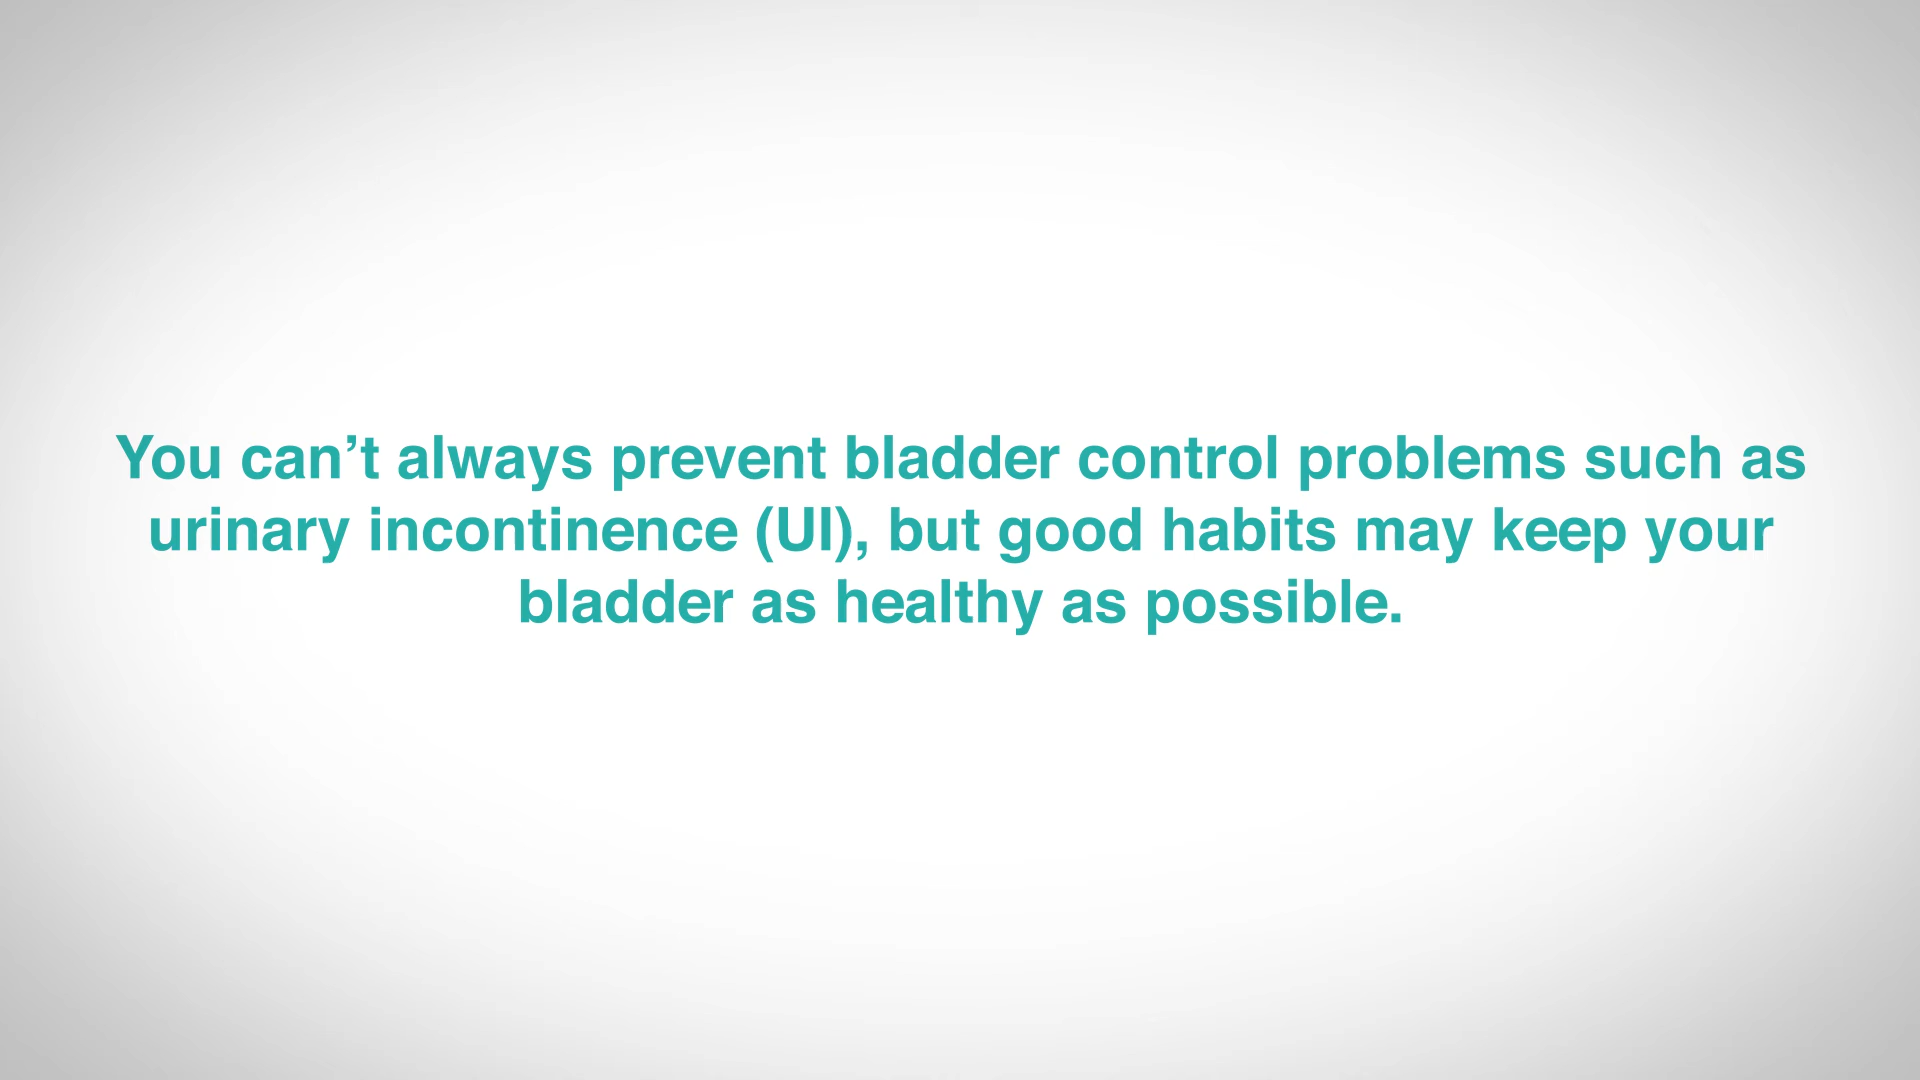 You can’t always prevent bladder control problems such as
urinary incontinence (UI), but good habits may keep your
bladder as healthy as possible.